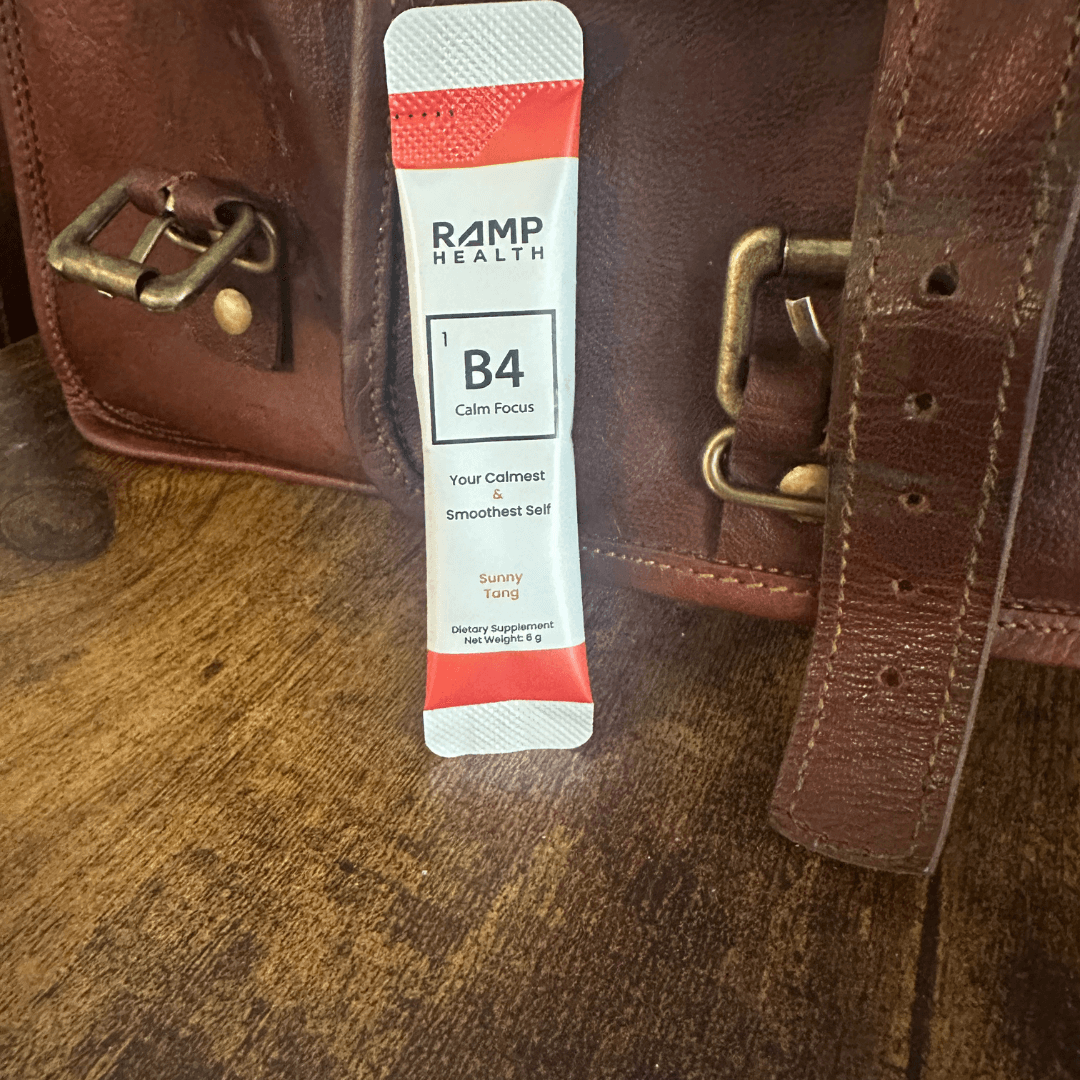 RAMP
HEALTH
1
B4
Calm Focus
Your Calmest
&
Smoothest Self
Sunny
Tang
Dietary Supplement
Net Weight: 6 g